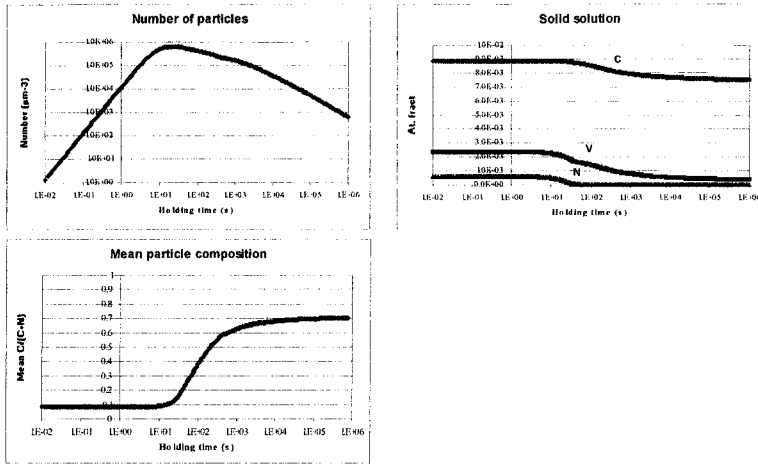 Number of particles
Number (µm-3)
1.0E+06
1.0E+05
1.0E+04
1.0E+03
1.0E+02
1.0E+01
1.0E+00
1.E-02 1.E-01 1.E+00 1.E+01 1.E+02 1.E+03 1.E+04 1.E+05 1.E+06
Holding time (s)
Solid solution
At. fract
1.0E-02
9.0E-03
8.0E-03
7.0E-03
6.0E-03
5.0E-03
4.0E-03
3.0E-03
2.0E-03
1.0E-03
0.0E+00
C
V
N
1.E-02 1.E-01 1.E+00 1.E+01 1.E+02 1.E+03 1.E+04 1.E+05 1.E+06
Holding time (s)
Mean particle composition
Mean C/(C+N)
1
0.9
0.8
0.7
0.6
0.5
0.4
0.3
0.2
0.1
0
1.E-02 1.E-01 1.E+00 1.E+01 1.E+02 1.E+03 1.E+04 1.E+05 1.E+06
Holding time (s)